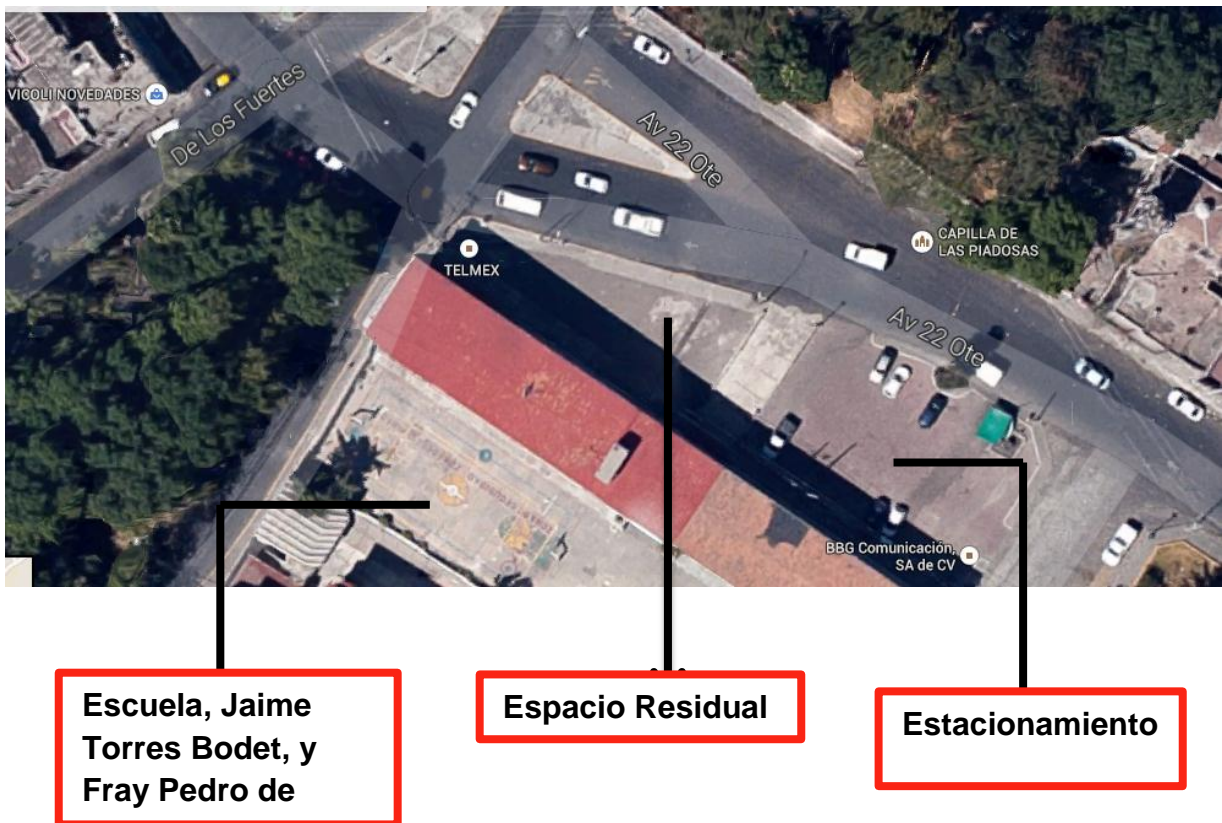 VICOLI NOVEDADES
De Los Fuertes
Av 22 Ote
CAPILLA DE
LAS PIADOSAS
TELMEX
Av 22 Ote
BBG Comunicación,
SA de CV
Escuela, Jaime
Torres Bodet, y
Fray Pedro de
Espacio Residual
Estacionamiento